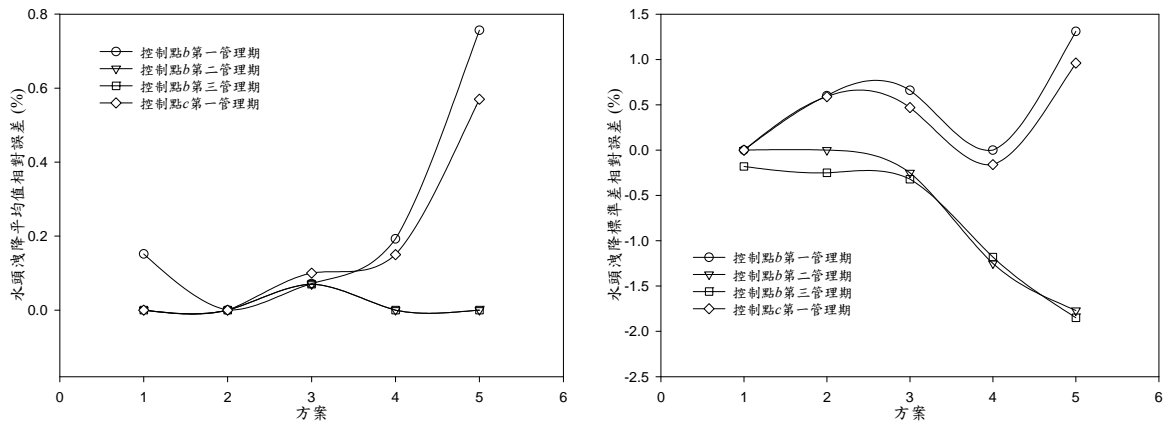 0.8
0.6
0.4
0.2
0.0
水頭洩降平均值相對誤差 (%)
控制點b第一管理期
控制點b第二管理期
控制點b第三管理期
控制點c第一管理期
0 1 2 3 4 5 6
方案
1.5
1.0
0.5
0.0
-0.5
-1.0
-1.5
-2.0
-2.5
水頭洩降標準差相對誤差 (%)
控制點b第一管理期
控制點b第二管理期
控制點b第三管理期
控制點c第一管理期
0 1 2 3 4 5 6
方案